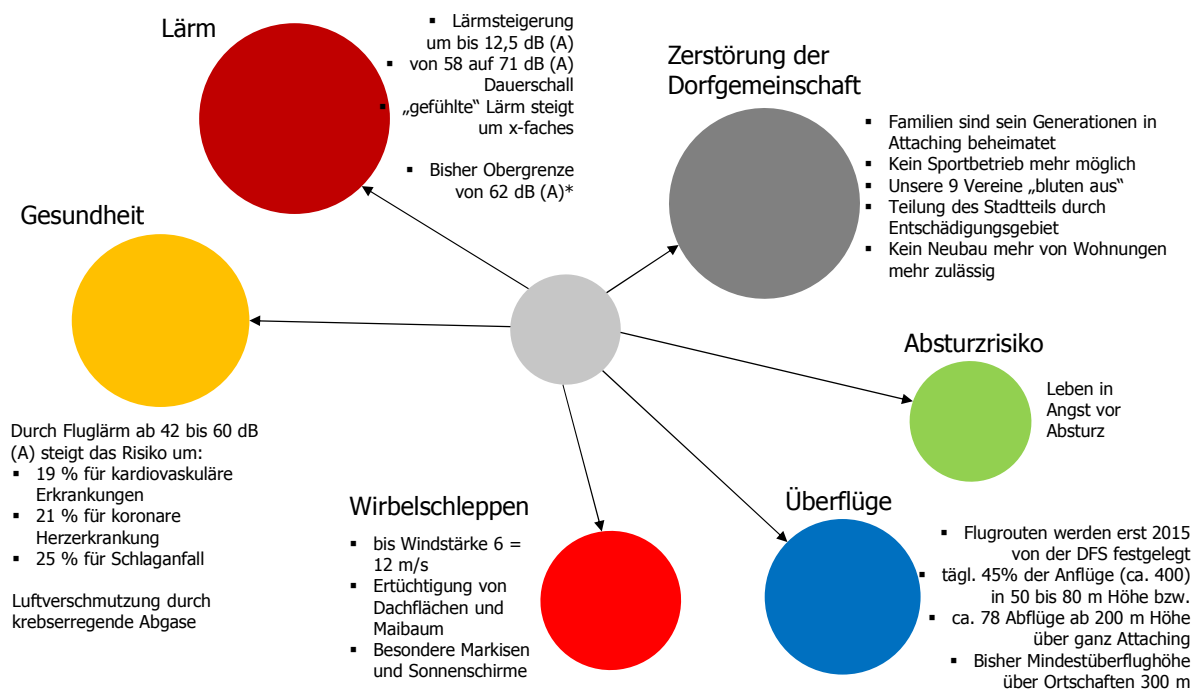 Lärm
▪ Lärmsteigerung
um bis 12,5 dB (A)
▪ von 58 auf 71 dB (A)
Dauerschall
▪ „gefühlte“ Lärm steigt
um x-faches
▪ Bisher Obergrenze
von 62 dB (A)*
Zerstörung der
Dorfgemeinschaft
▪ Familien sind sein Generationen in
Attaching beheimatet
▪ Kein Sportbetrieb mehr möglich
▪ Unsere 9 Vereine „bluten aus“
▪ Teilung des Stadtteils durch
Entschädigungsgebiet
▪ Kein Neubau mehr von Wohnungen
mehr zulässig
Gesundheit
Durch Fluglärm ab 42 bis 60 dB
(A) steigt das Risiko um:
▪ 19 % für kardiovaskuläre
Erkrankungen
▪ 21 % für koronare
Herzerkrankung
▪ 25 % für Schlaganfall
Luftverschmutzung durch
krebserregende Abgase
Absturzrisiko
Leben in
Angst vor
Absturz
Wirbelschleppen
▪ bis Windstärke 6 =
12 m/s
▪ Ertüchtigung von
Dachflächen und
Maibaum
▪ Besondere Markisen
und Sonnenschirme
Überflüge
▪ Flugrouten werden erst 2015
von der DFS festgelegt
▪ tägl. 45% der Anflüge (ca. 400)
in 50 bis 80 m Höhe bzw.
▪ ca. 78 Abflüge ab 200 m Höhe
über ganz Attaching
▪ Bisher Mindestüberflughöhe
über Ortschaften 300 m